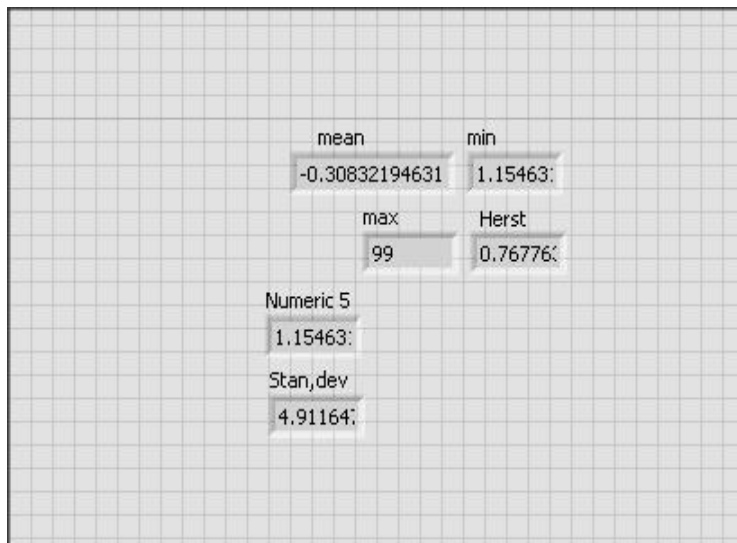 mean min
-0.30832194631 1.15463
max Herst
99 0.76776
Numeric 5
1.15463
Stan,dev
4.91164